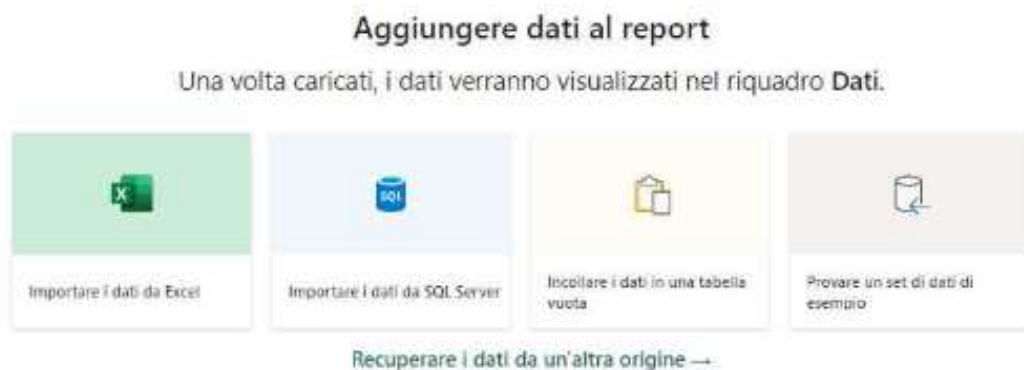 Aggiungere dati al report
Una volta caricati, i dati verranno visualizzati nel riquadro Dati.
X
SQL
Importare i dati da Excel
Importare i dati da SQL Server
Incollare i dati in una tabella
vuota
Provare un set di dati di
esempio
Recuperare i dati da un'altra origine →